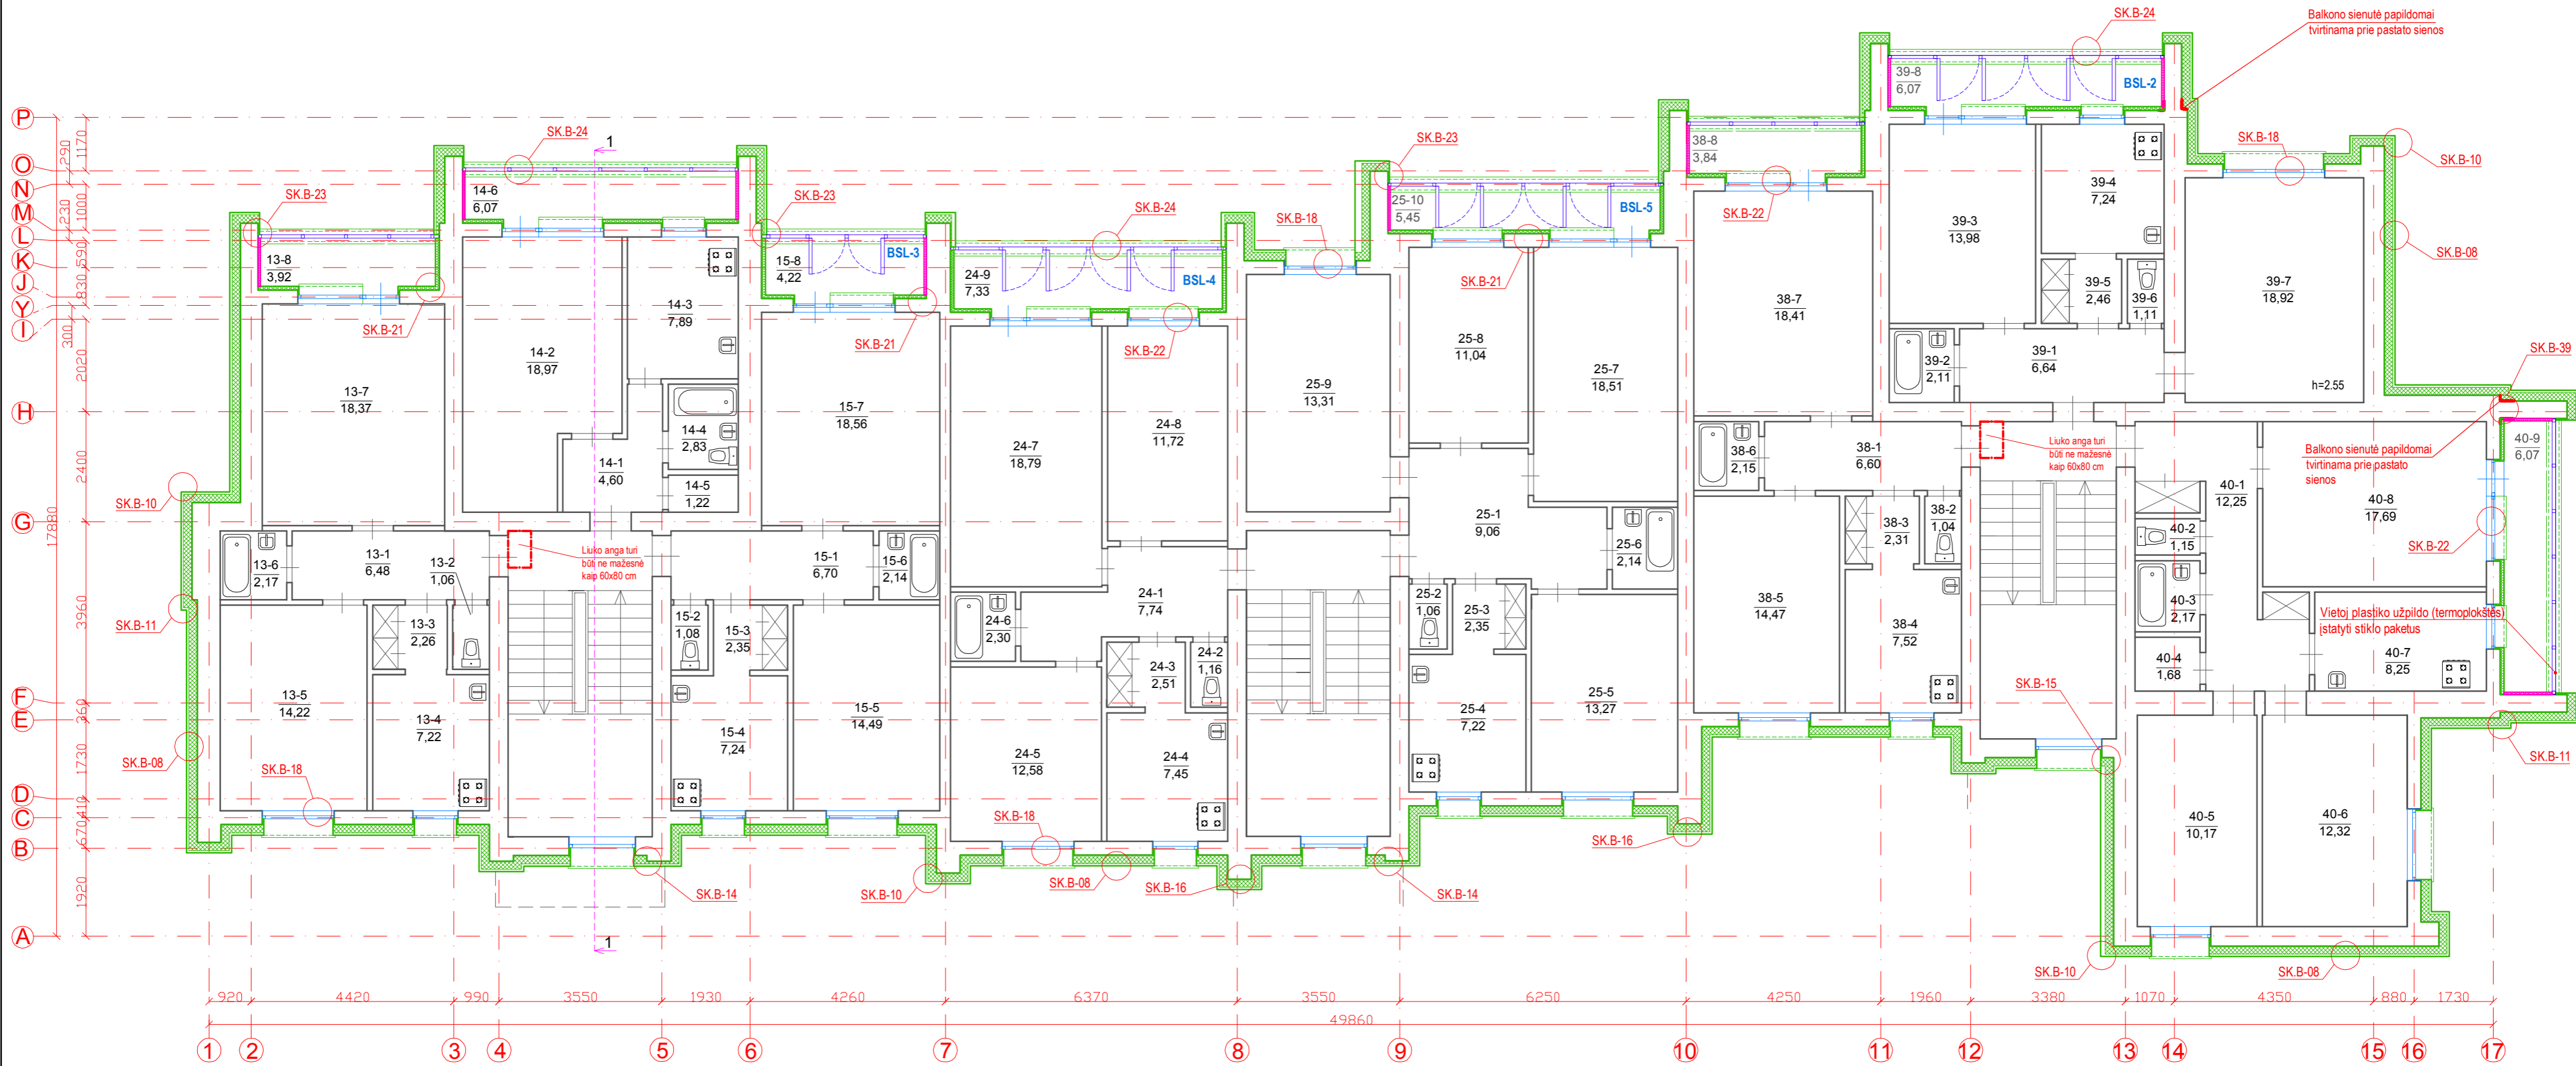 SK.B-24
Balkono sienutė papildomai
tvirtinama prie pastato sienos
39-8
6,07
BSL-2
P
1170
290
O
N
1000
230
M
L
590
K
J
830
Y
I
300
2020
H
2400
G
17980
3960
F
E
360
1730
D
C
410
670
B
1920
A
SK.B-24
1
SK.B-23
14-6
6,07
SK.B-23
13-8
3,92
SK.B-21
15-8
4,22
BSL-3
SK.B-21
24-9
7,33
BSL-4
SK.B-24
SK.B-22
SK.B-18
SK.B-23
25-10
5,45
BSL-5
SK.B-21
38-8
3,84
SK.B-22
SK.B-18
SK.B-10
SK.B-08
SK.B-39
13-7
18,37
14-2
18,97
14-3
7,89
14-4
2,83
14-1
4,60
14-5
1,22
15-7
18,56
24-7
18,79
24-8
11,72
25-9
13,31
25-8
11,04
25-7
18,51
38-7
18,41
39-3
13,98
39-4
7,24
39-5
2,46
39-6
1,11
39-2
2,11
39-1
6,64
39-7
18,92
h=2.55
SK.B-10
SK.B-11
SK.B-08
13-6
2,17
13-1
6,48
13-2
1,06
Liuko anga turi
būti ne mažesnė
kaip 60x80 cm
15-1
6,70
15-6
2,14
13-3
2,26
13-5
14,22
13-4
7,22
SK.B-18
15-2
1,08
15-3
2,35
15-4
7,24
15-5
14,49
24-6
2,30
24-1
7,74
24-3
2,51
24-2
1,16
24-5
12,58
24-4
7,45
SK.B-18
25-1
9,06
25-6
2,14
25-2
1,06
25-3
2,35
25-4
7,22
25-5
13,27
38-6
2,15
38-1
6,60
38-3
2,31
38-2
1,04
38-5
14,47
38-4
7,52
Liuko anga turi
būti ne mažesnė
kaip 60x80 cm
40-1
12,25
40-2
1,15
40-3
2,17
40-4
1,68
40-8
17,69
40-9
6,07
Balkono sienutė papildomai
tvirtinama prie pastato
sienos
SK.B-22
Vietoj plastiko užpildo (termoplokštės)
įstatyti stiklo paketus
40-7
8,25
SK.B-15
SK.B-11
40-5
10,17
40-6
12,32
SK.B-14
SK.B-10
SK.B-08
SK.B-16
SK.B-14
SK.B-16
SK.B-10
SK.B-08
1
920
4420
990
3550
1930
4260
6370
3550
6250
4250
1960
3380
1070
4350
880
1730
49860
1
2
3
4
5
6
7
8
9
10
11
12
13
14
15
16
17